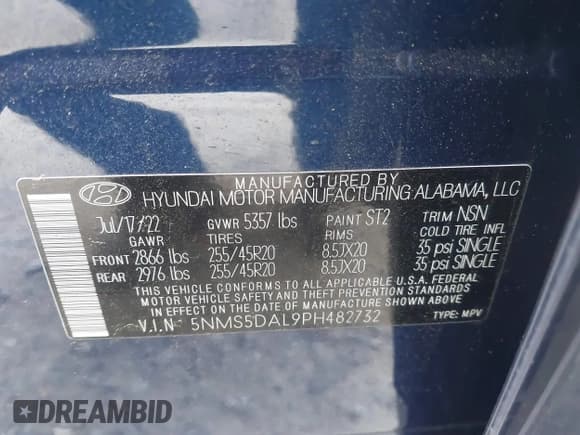 MANUFACTURED BY
HYUNDAI MOTOR MANUFACTURING ALABAMA, LLC
Jul/17/22 GVWR 5357 lbs PAINT ST2 TRIM NSN
GAWR TIRES RIMS COLD TIRE INFL
FRONT 2866 lbs 255/45R20 8.5JX20 35 psi SINGLE
REAR 2976 lbs 255/45R20 8.5JX20 35 psi SINGLE
THIS VEHICLE CONFORMS TO ALL APPLICABLE U.S.A. FEDERAL
MOTOR VEHICLE SAFETY AND THEFT PREVENTION STANDARDS
IN EFFECT ON THE DATE OF MANUFACTURE SHOWN ABOVE
V.I.N 5NMS5DAL9PH482732 TYPE: MPV
DREAMBID